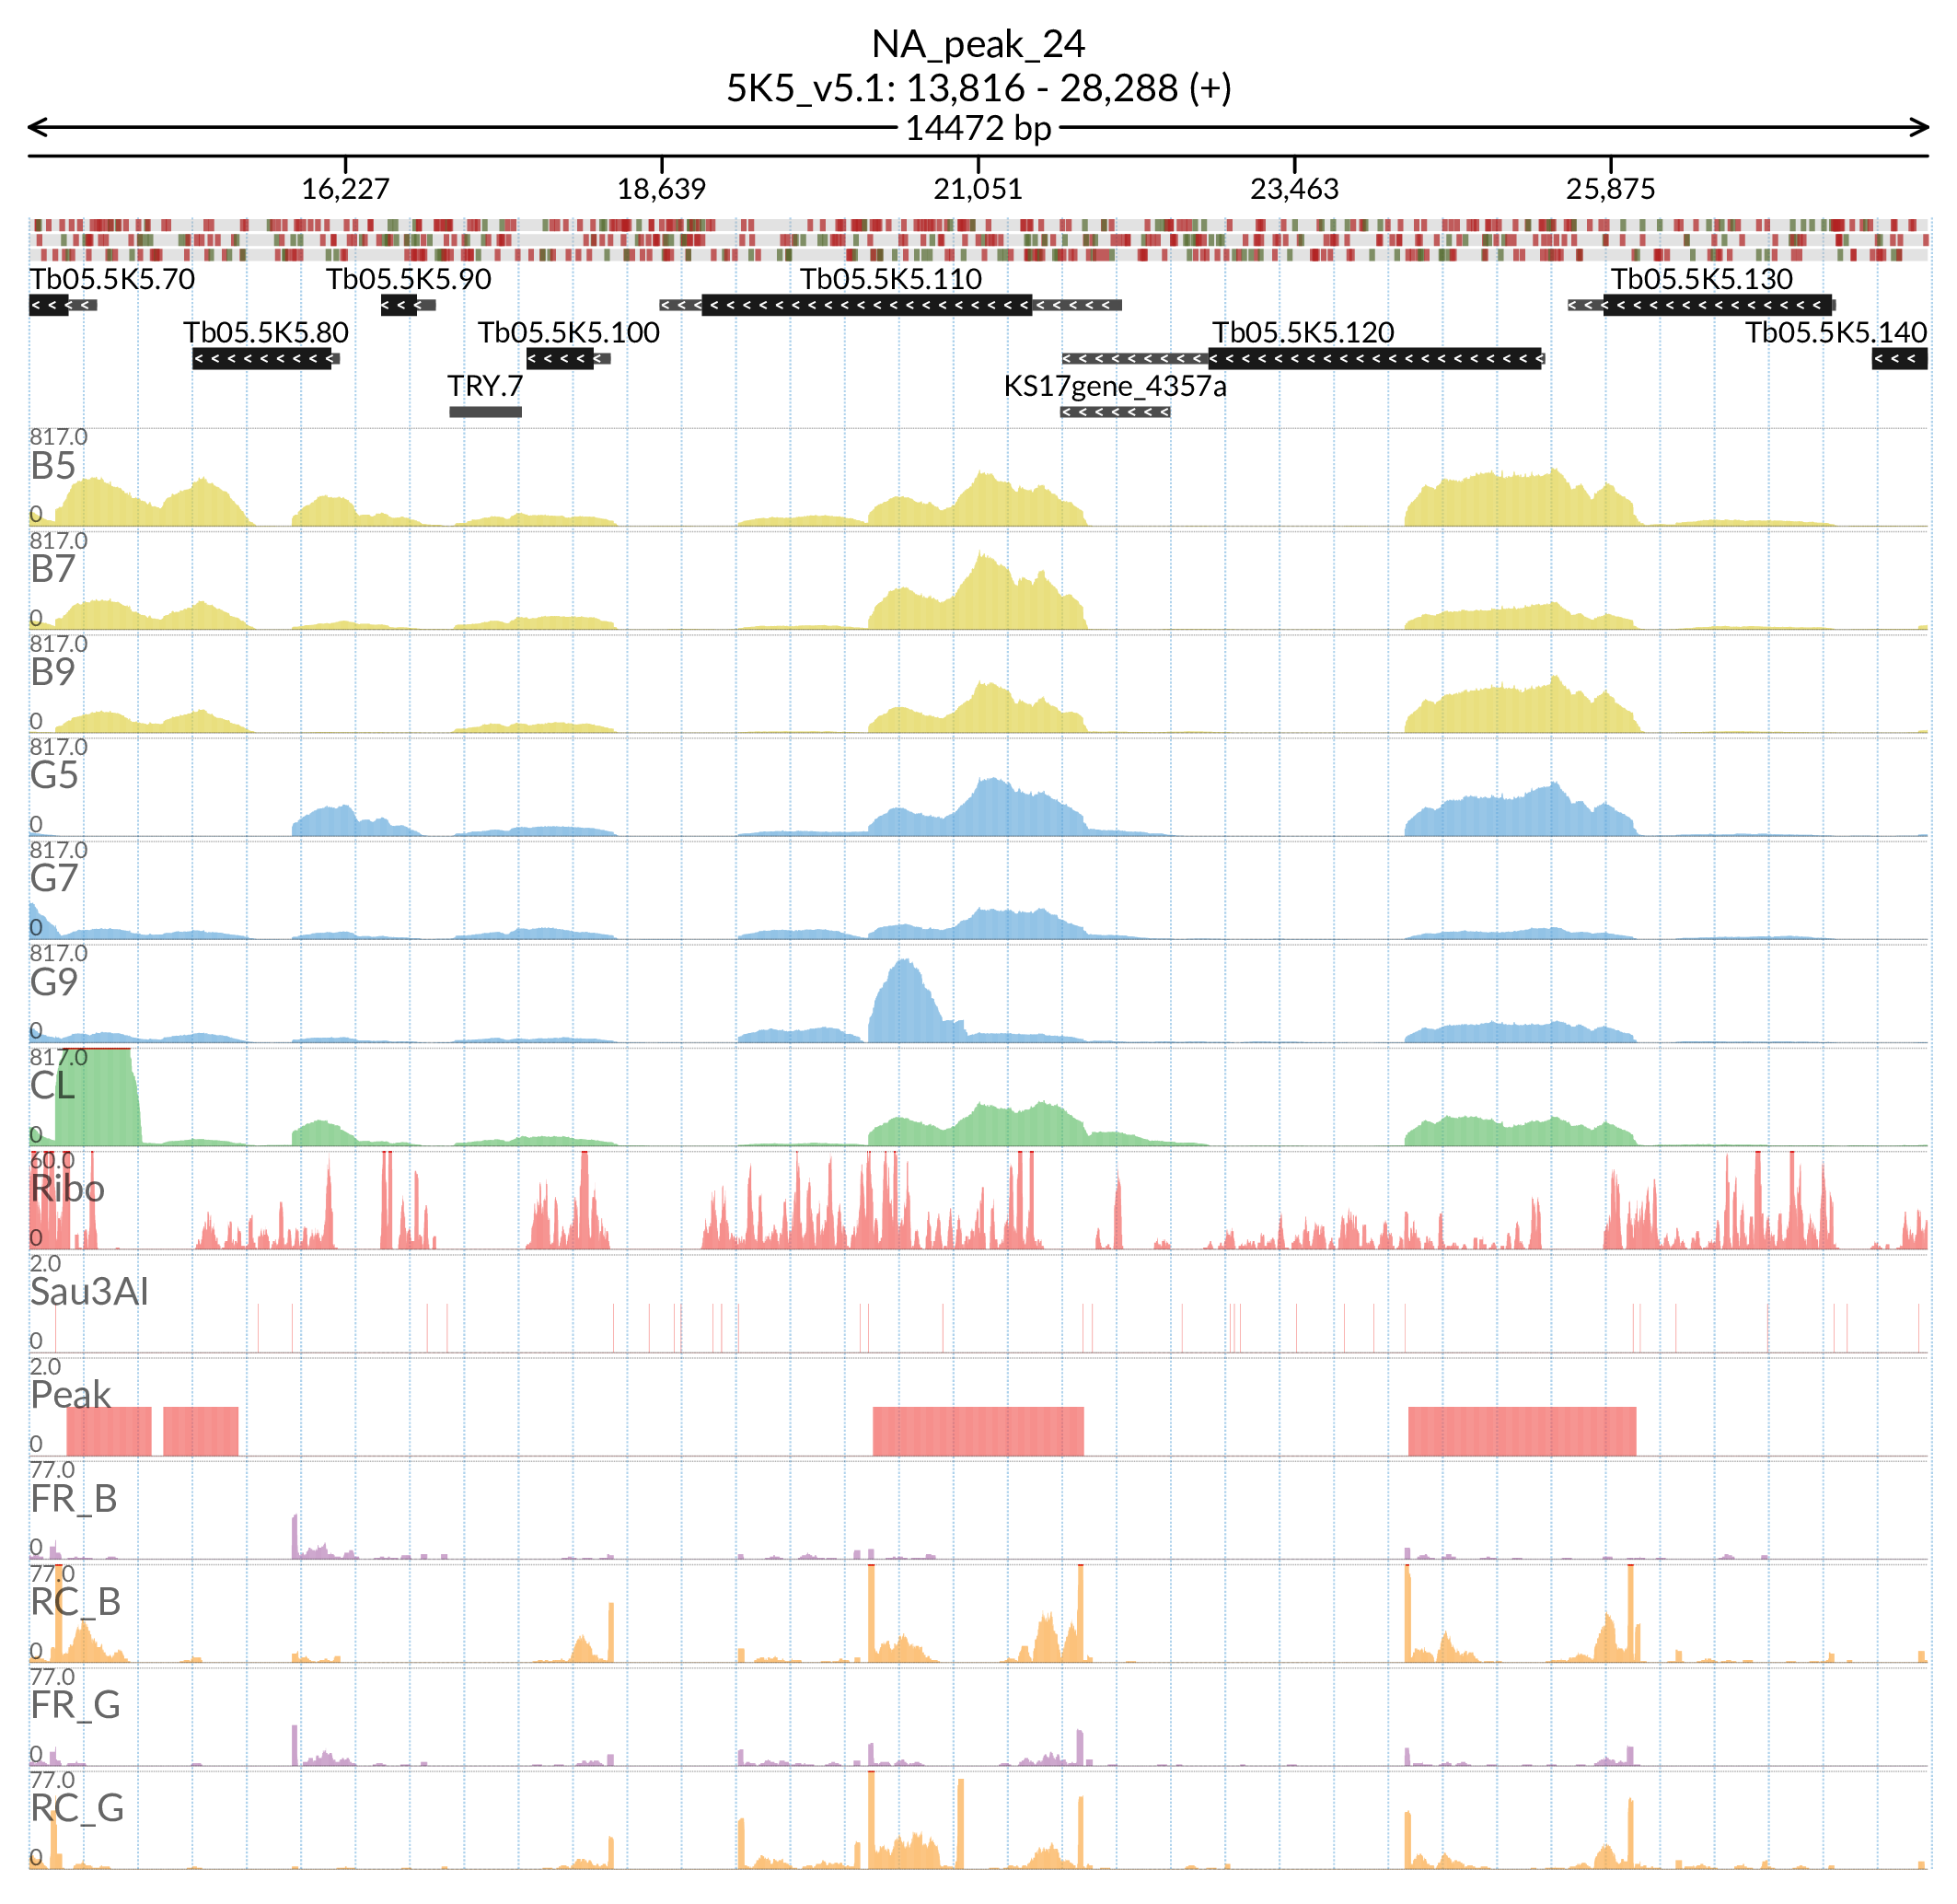 NA_peak_24
5K5_v5.1: 13,816 - 28,288 (+)
14472 bp
16,227 18,639 21,051 23,463 25,875
Tb05.5K5.70 Tb05.5K5.90 Tb05.5K5.110 Tb05.5K5.130
Tb05.5K5.80 Tb05.5K5.100 Tb05.5K5.120 Tb05.5K5.140
TRY.7 KS17gene_4357a
817.0
B5
0
817.0
B7
0
817.0
B9
0
817.0
G5
0
817.0
G7
0
817.0
G9
0
817.0
CL
0
60.0
Ribo
0
2.0
Sau3AI
0
2.0
Peak
0
77.0
FR_B
0
77.0
RC_B
0
77.0
FR_G
0
77.0
RC_G
0